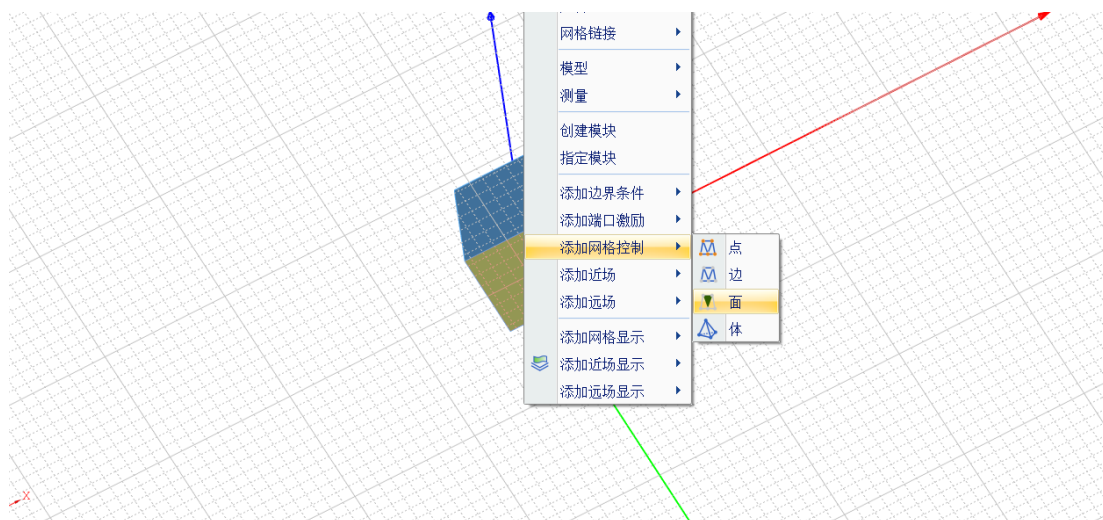 网格链接
模型
测量
创建模块
指定模块
添加边界条件
添加端口激励
添加网格控制
点
添加近场
边
添加远场
面
体
添加网格显示
添加近场显示
添加远场显示
X